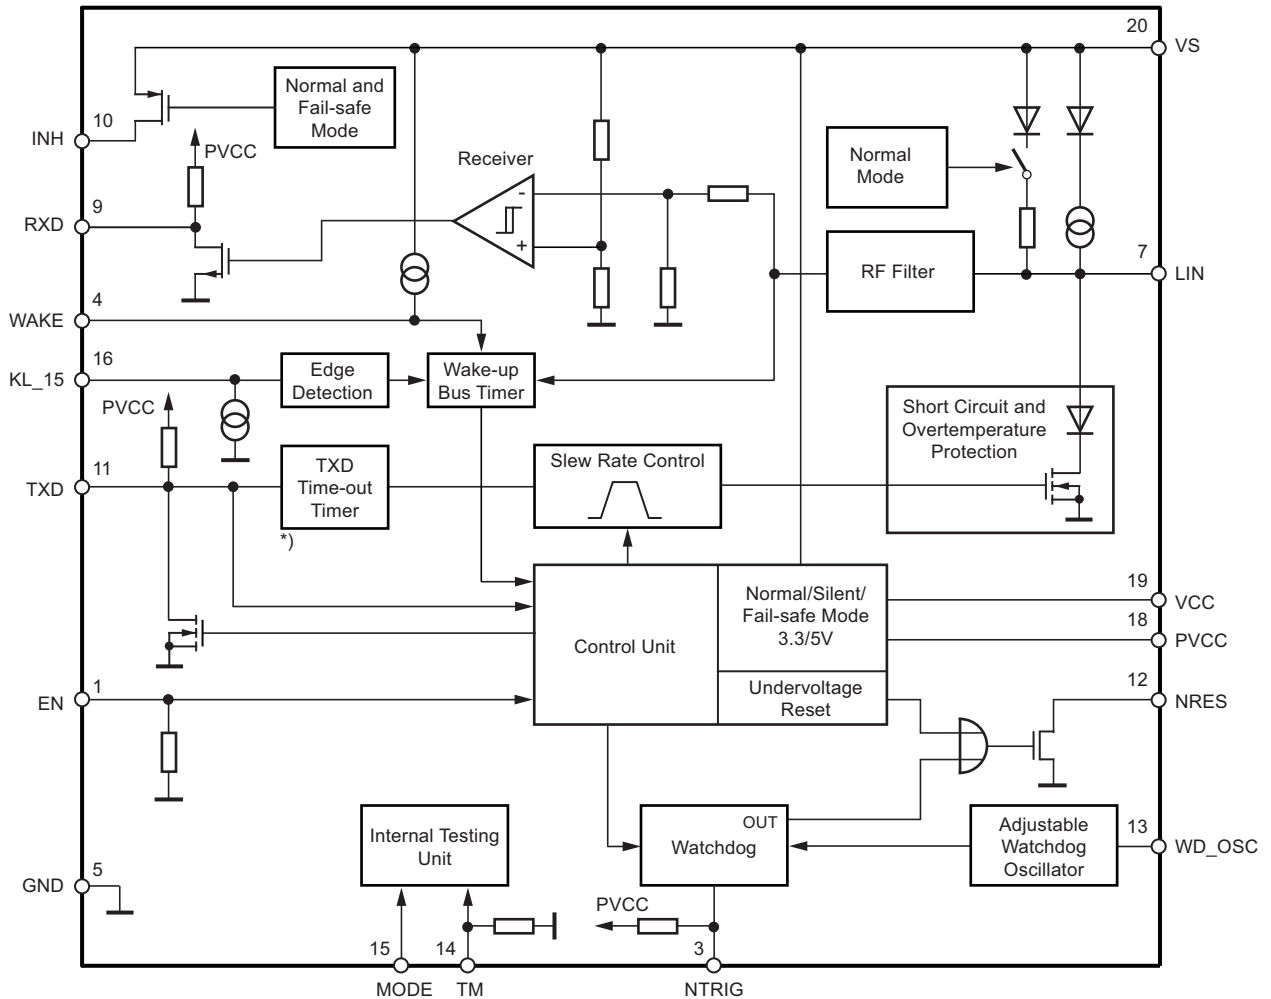 20
VS
Normal and
Fail-safe
Mode
10
INH
PVCC
Receiver
Normal
Mode
-
+
9
RXD
RF Filter
7
LIN
4
WAKE
16
KL_15
Edge
Detection
Wake-up
Bus Timer
PVCC
Short Circuit and
Overtemperature
Protection
11
TXD
TXD
Time-out
Timer
*)
Slew Rate Control
Control Unit
Normal/Silent/
Fail-safe Mode
3.3/5V
Undervoltage
Reset
19
VCC
18
PVCC
12
NRES
1
EN
Internal Testing
Unit
OUT
Watchdog
Adjustable
Watchdog
Oscillator
13
WD_OSC
5
GND
PVCC
15
14
3
MODE
TM
NTRIG